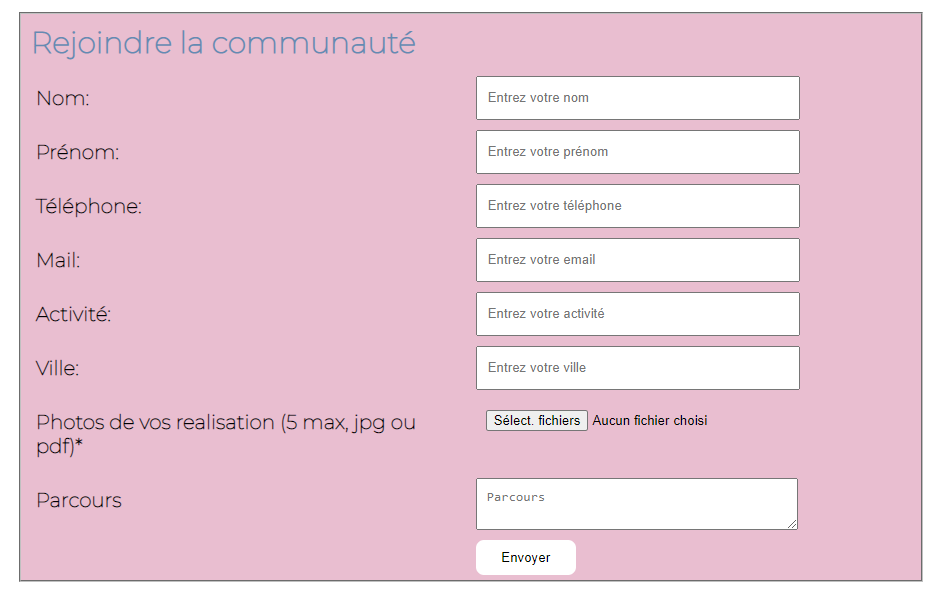 Rejoindre la communauté
Nom:
Entrez votre nom
Prénom:
Entrez votre prénom
Téléphone:
Entrez votre téléphone
Mail:
Entrez votre email
Activité:
Entrez votre activité
Ville:
Entrez votre ville
Photos de vos realisation (5 max, jpg ou
pdf)*
Sélect. fichiers Aucun fichier choisi
Parcours
Parcours
Envoyer